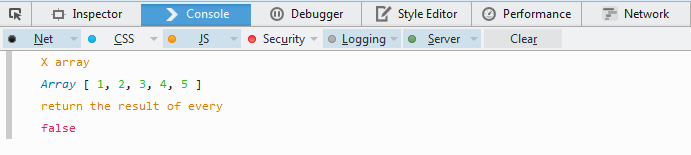 Inspector Console Debugger Style Editor Performance Network
Net CSS JS Security Logging Server Clear
X array
Array [ 1, 2, 3, 4, 5 ]
return the result of every
false